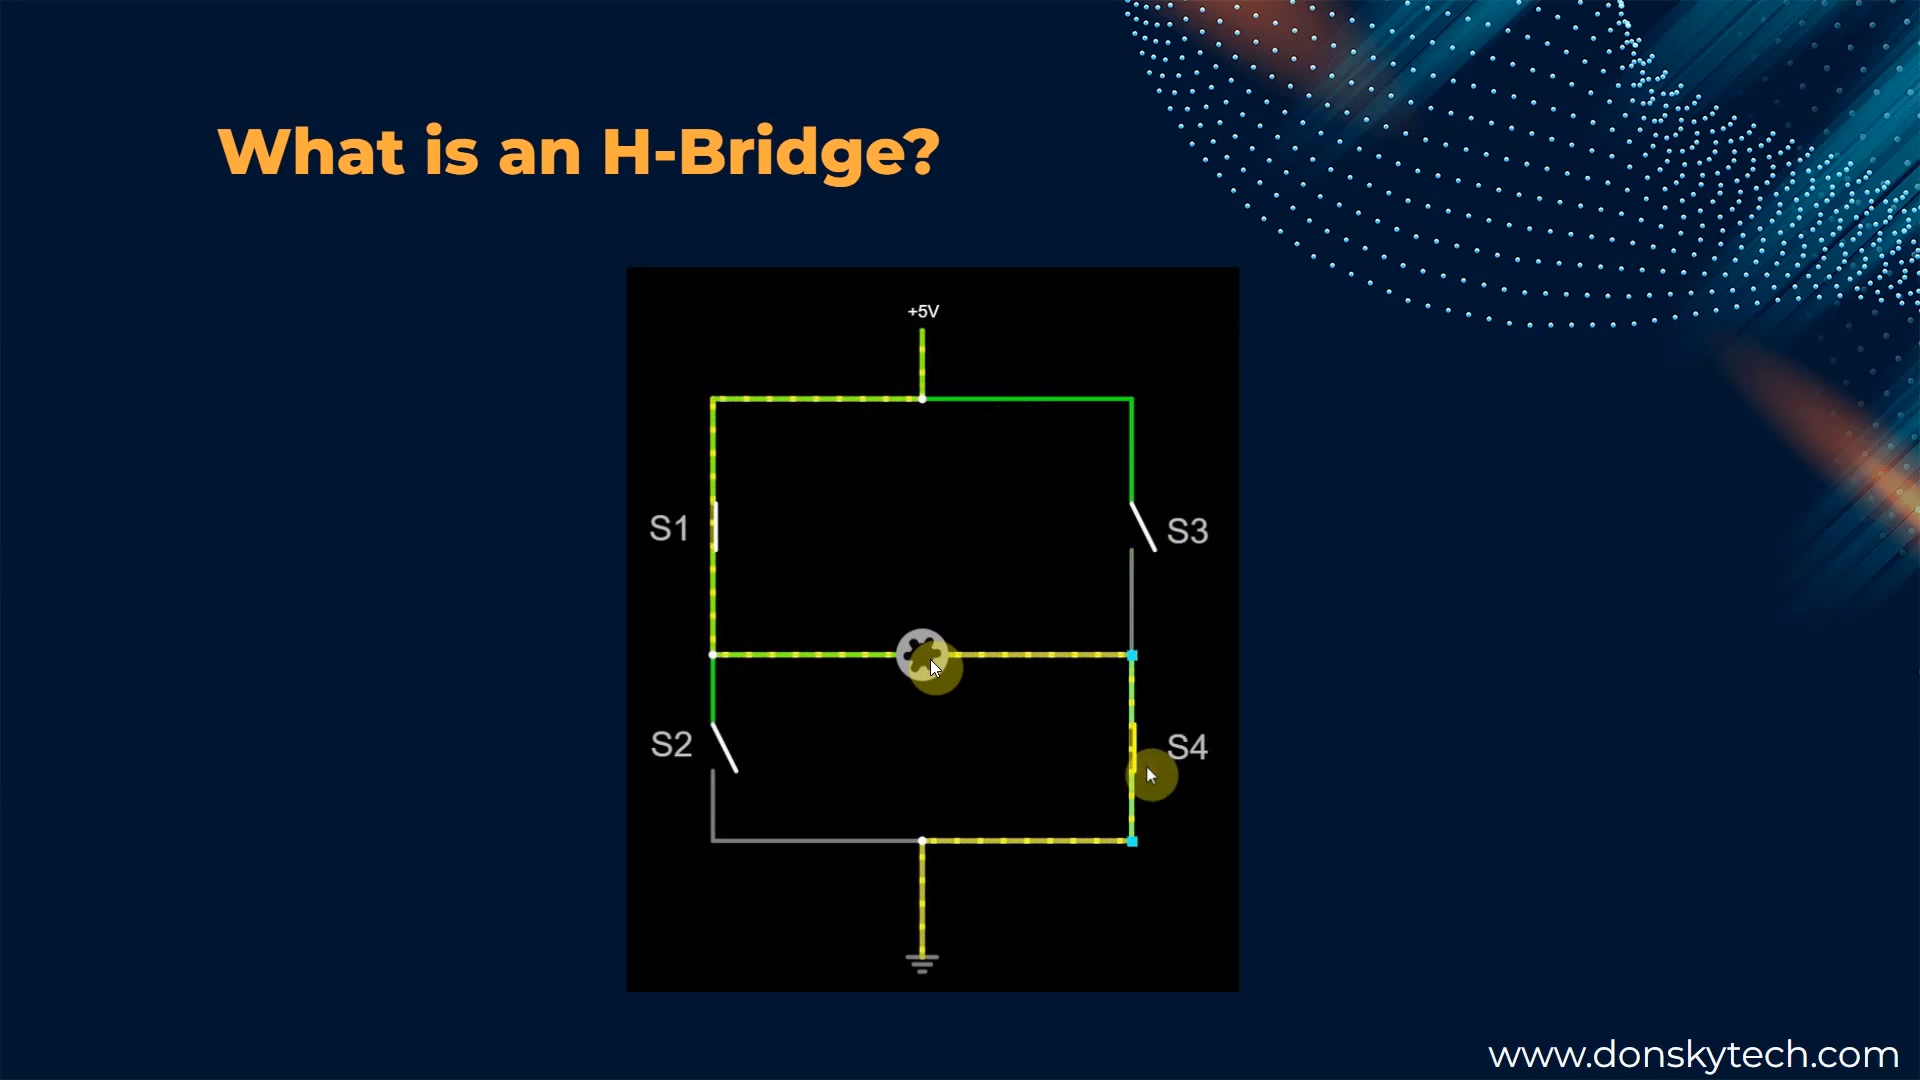 What is an H-Bridge?
+5V
S1
S3
S2
S4
www.donskytech.com